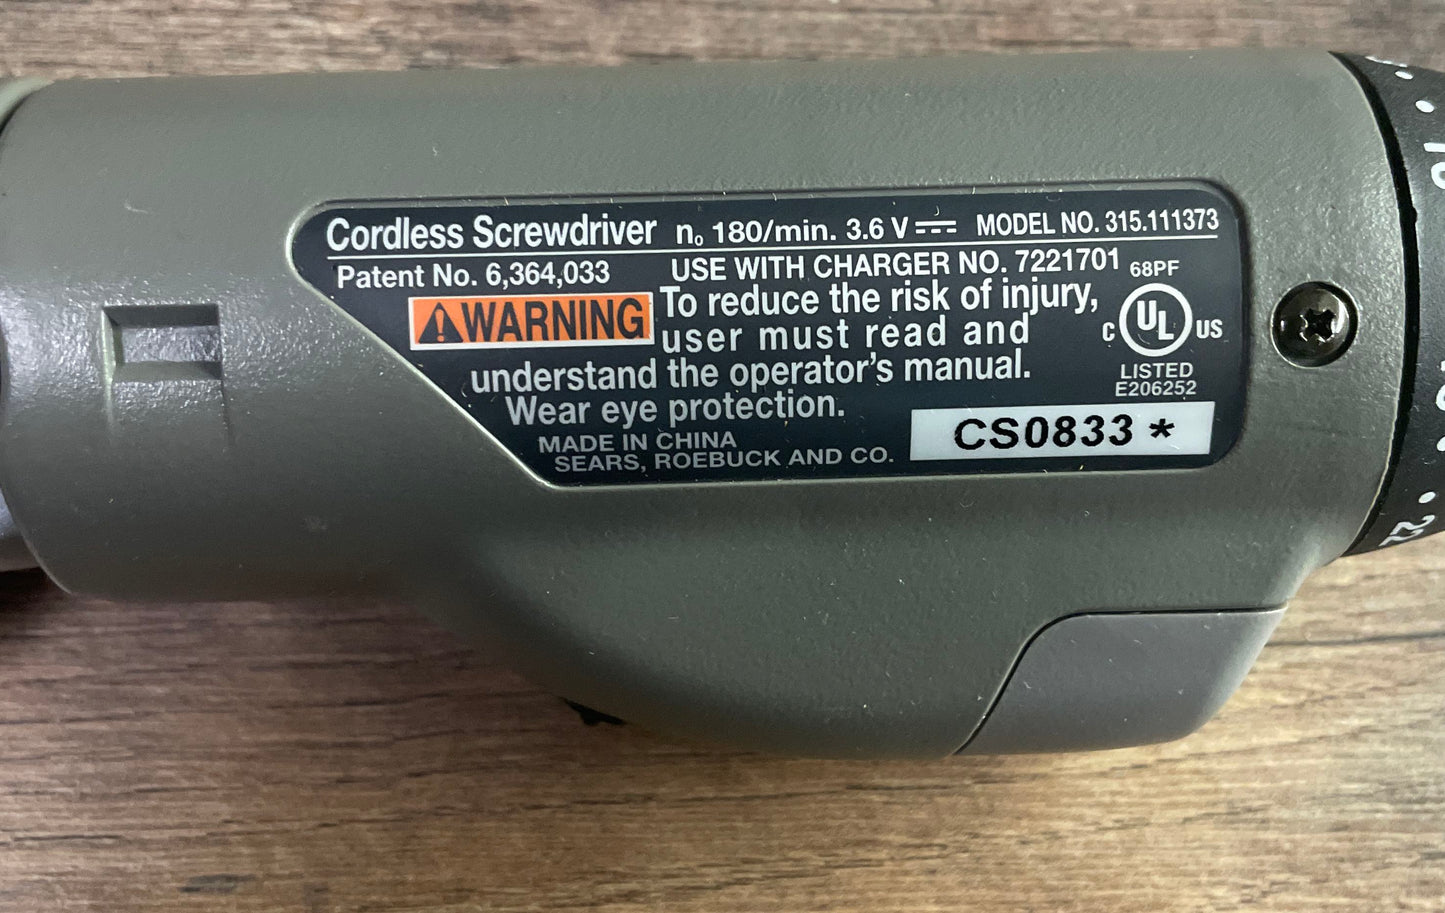 Cordless Screwdriver n₀ 180/min. 3.6 V ⎓ MODEL NO. 315.111373
Patent No. 6,364,033 USE WITH CHARGER NO. 7221701 68PF
⚠WARNING To reduce the risk of injury,
user must read and
understand the operator's manual.
Wear eye protection.
MADE IN CHINA
SEARS, ROEBUCK AND CO.
C UL US
LISTED
E206252
CS0833 *
22